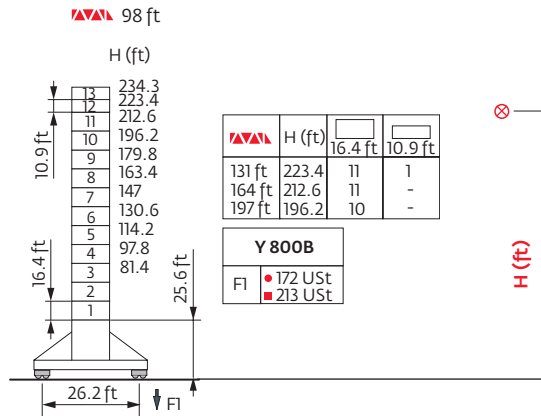 98 ft
H (ft)
13 234.3
12 223.4
11 212.6
10 196.2
9 179.8
8 163.4
7 147
6 130.6
5 114.2
4 97.8
3 81.4
2
1
10.9 ft
16.4 ft
25.6 ft
26.2 ft
F1
H (ft) 16.4 ft 10.9 ft
131 ft 223.4 11 1
164 ft 212.6 11 -
197 ft 196.2 10 -
Y 800B
F1 172 USt
213 USt
H (ft)